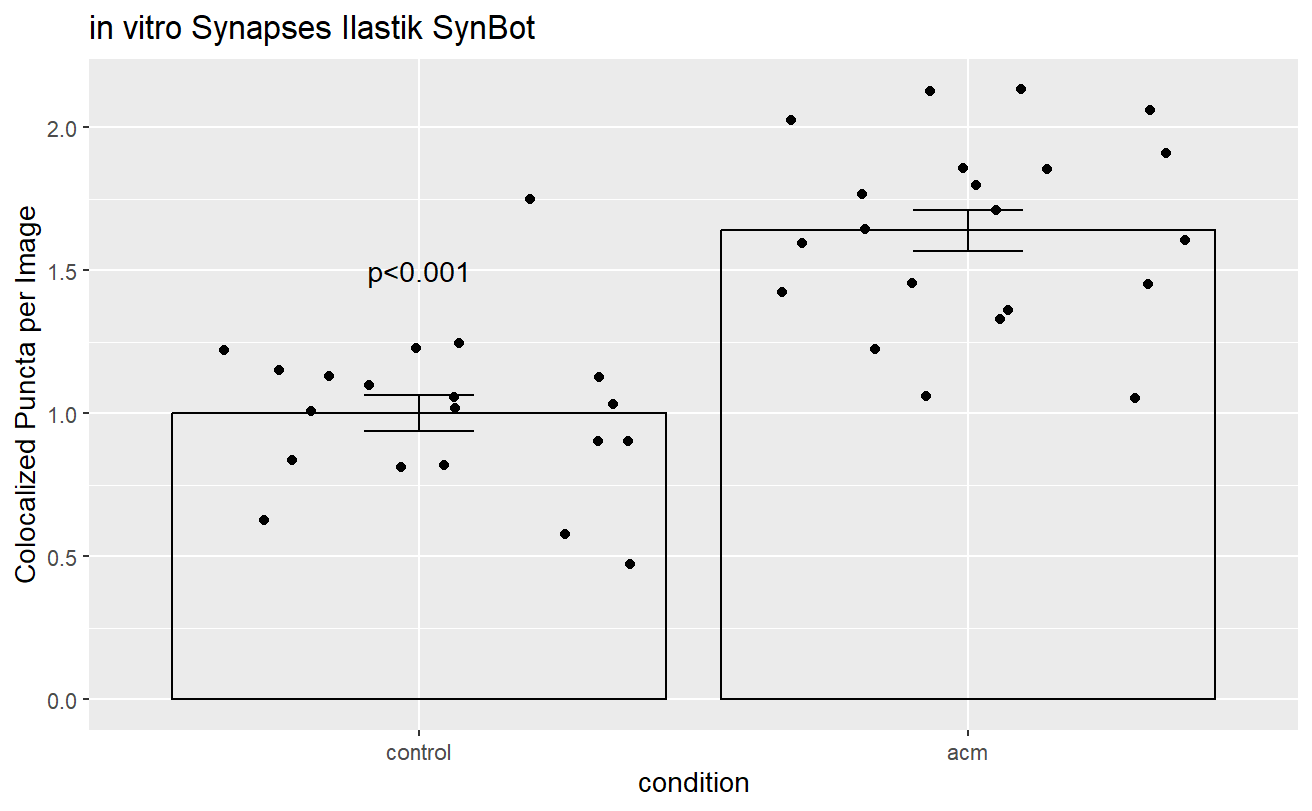 in vitro Synapses Ilastik SynBot
Colocalized Puncta per Image
2.0
1.5
1.0
0.5
0.0
p<0.001
control
acm
condition